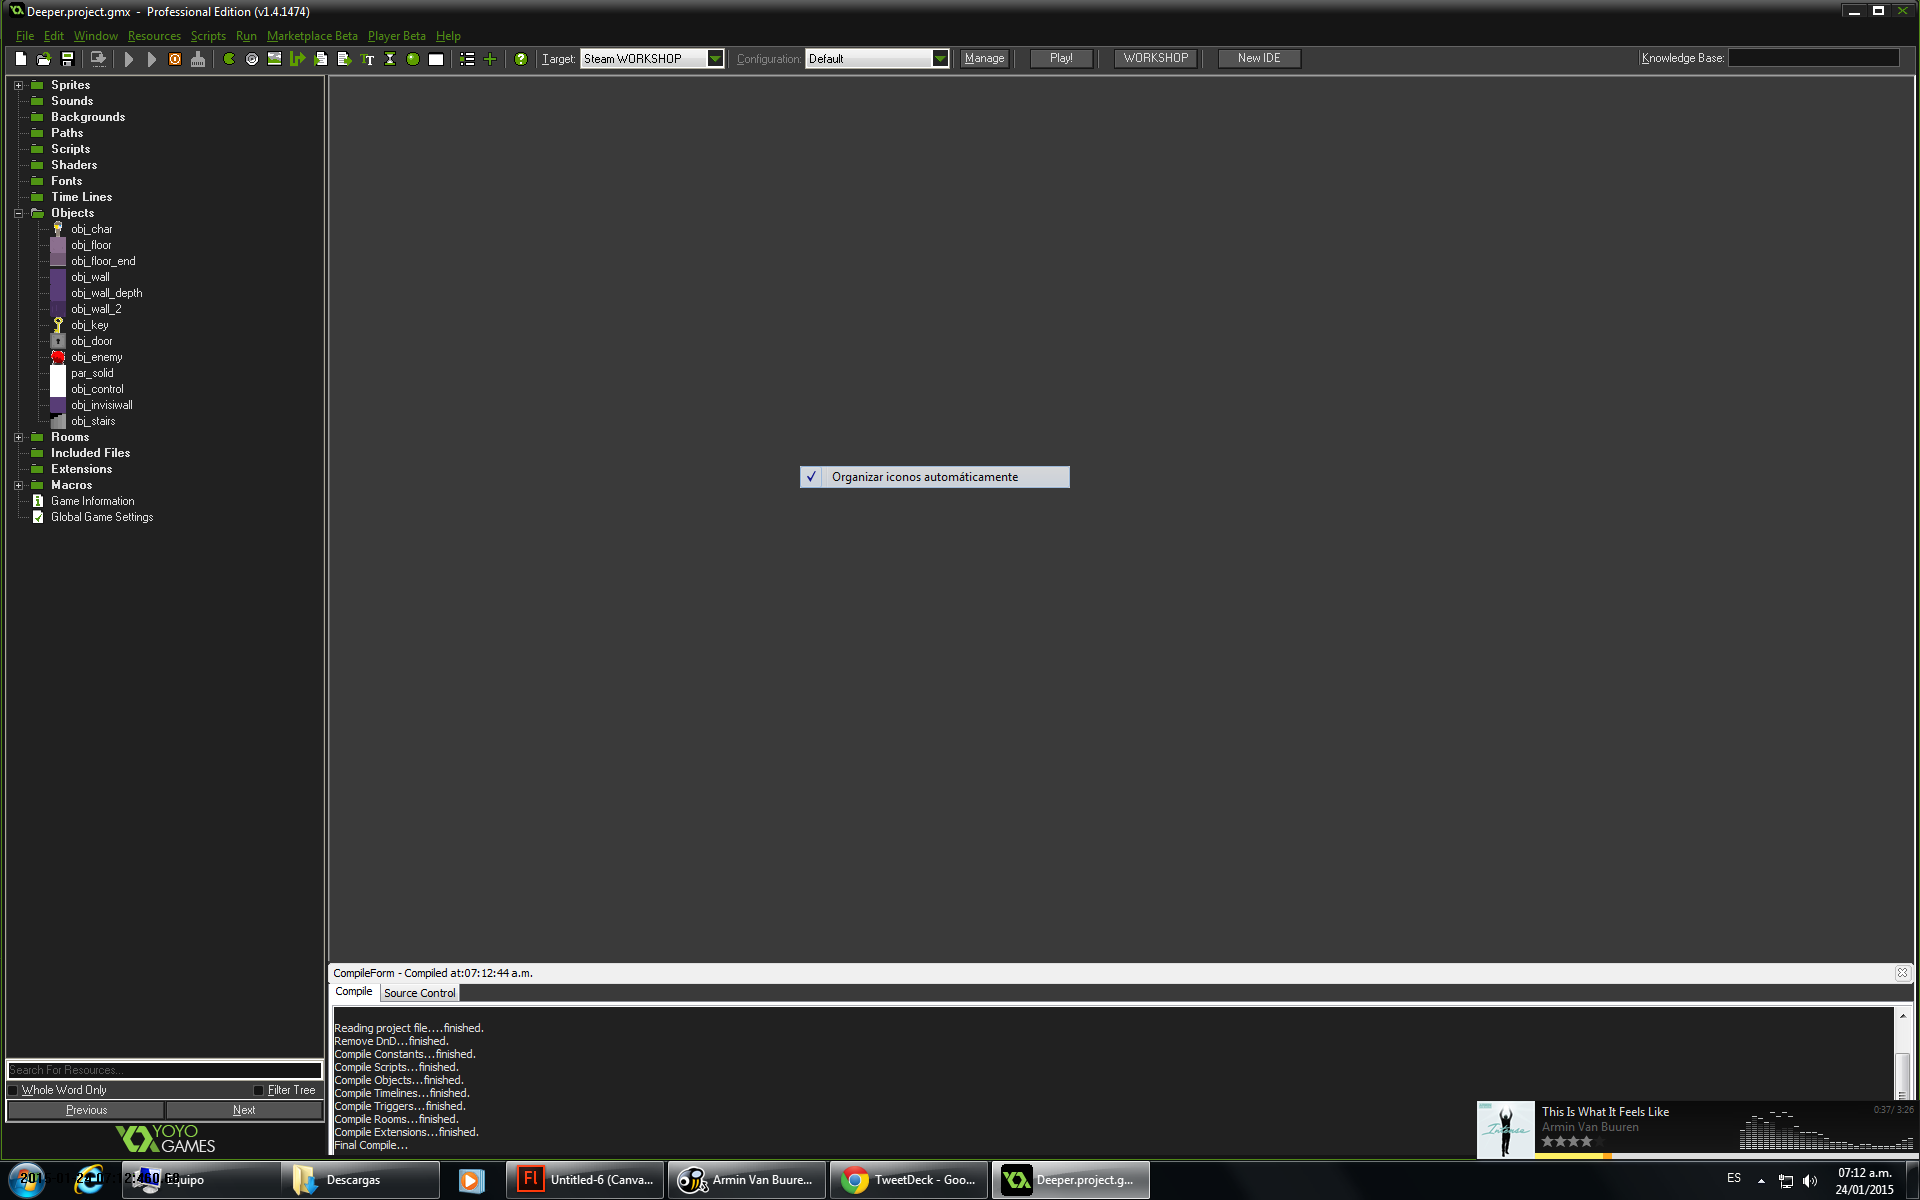 Deeper.project.gmx - Professional Edition (v1.4.1474)
File Edit Window Resources Scripts Run Marketplace Beta Player Beta Help
Target: Steam WORKSHOP Configuration: Default Manage Play! WORKSHOP New IDE Knowledge Base:
Sprites
Sounds
Backgrounds
Paths
Scripts
Shaders
Fonts
Time Lines
Objects
obj_char
obj_floor
obj_floor_end
obj_wall
obj_wall_depth
obj_wall_2
obj_key
obj_door
obj_enemy
par_solid
obj_control
obj_invisiwall
obj_stairs
Rooms
Included Files
Extensions
Macros
Game Information
Global Game Settings
Organizar iconos automáticamente
Search For Resources...
Whole Word Only Filter Tree
Previous Next
YOYO
GAMES
CompileForm - Compiled at:07:12:44 a.m.
Compile Source Control
Reading project file....finished.
Remove DnD...finished.
Compile Constants...finished.
Compile Scripts...finished.
Compile Objects...finished.
Compile Timelines...finished.
Compile Triggers...finished.
Compile Rooms...finished.
Compile Extensions...finished.
Final Compile...
Intense
This Is What It Feels Like 0:37/ 3:26
Armin Van Buuren
Equipo Descargas Untitled-6 (Canva... Armin Van Buure... TweetDeck - Goo... Deeper.project.g... ES 07:12 a.m.
24/01/2015